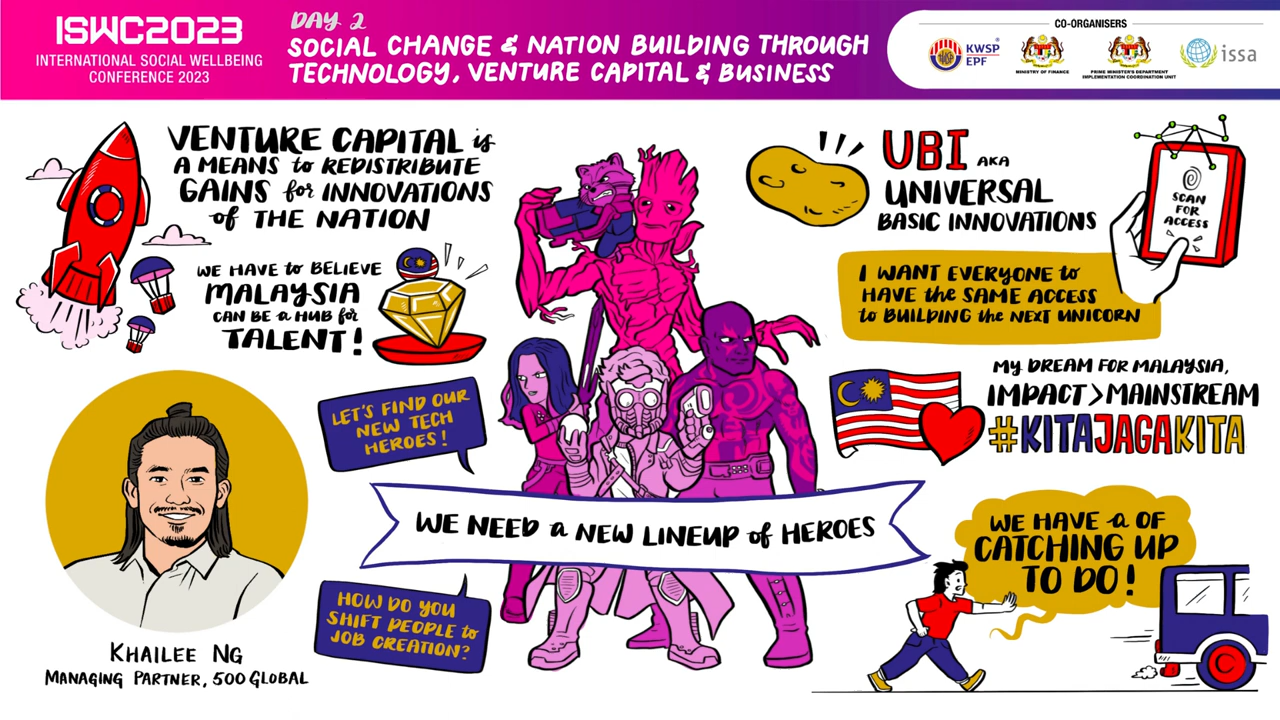 ISWC2023
INTERNATIONAL SOCIAL WELLBEING
CONFERENCE 2023
DAY 2
SOCIAL CHANGE & NATION BUILDING THROUGH
TECHNOLOGY, VENTURE CAPITAL & BUSINESS
CO-ORGANISERS
KWSP
EPF
MINISTRY OF FINANCE
PRIME MINISTER'S DEPARTMENT
IMPLEMENTATION COORDINATION UNIT
issa
VENTURE CAPITAL is
A MEANS to REDISTRIBUTE
GAINS for INNOVATIONS
of THE NATION
WE HAVE to BELIEVE
MALAYSIA
CAN BE a HUB for
TALENT!
UBI AKA
UNIVERSAL
BASIC INNOVATIONS
SCAN
FOR
ACCESS
I WANT EVERYONE to
HAVE the SAME ACCESS
to BUILDING the NEXT UNICORN
MY DREAM FOR MALAYSIA,
IMPACT>MAINSTREAM
#KITAJAGAKITA
LET'S FIND OUR
NEW TECH
HEROES!
WE NEED a NEW LINEUP of HEROES
HOW DO YOU
SHIFT PEOPLE to
JOB CREATION?
WE HAVE a OF
CATCHING UP
TO DO!
KHAILEE NG
MANAGING PARTNER, 500 GLOBAL